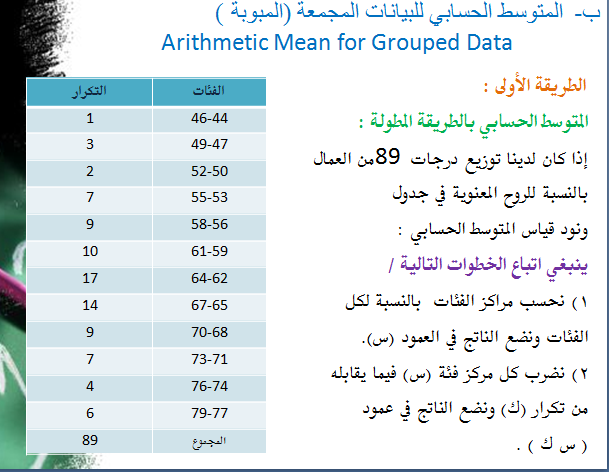 ب- المتوسط الحسابي للبيانات المجمعة (المبوبة )
Arithmetic Mean for Grouped Data
الطريقة الأولى :
المتوسط الحسابي بالطريقة المطولة :
إذا كان لدينا توزيع درجات 89من العمال
بالنسبة للروح المعنوية في جدول
ونود قياس المتوسط الحسابي :
ينبغي اتباع الخطوات التالية /
١) نحسب مراكز الفئات بالنسبة لكل
الفئات ونضع الناتج في العمود (س).
٢) نضرب كل مركز فئة (س) فيما يقابله
من تكرار (ك) ونضع الناتج في عمود
( س ك ) .
الفئات التكرار
46-44 1
49-47 3
52-50 2
55-53 7
58-56 9
61-59 10
64-62 17
67-65 14
70-68 9
73-71 7
76-74 4
79-77 6
المجموع 89